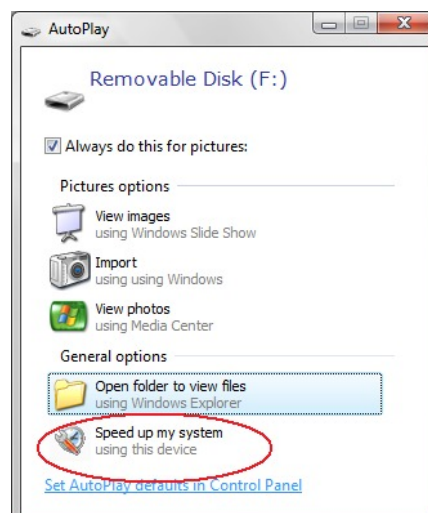 AutoPlay
Removable Disk (F:)
Always do this for pictures:
Pictures options
View images
using Windows Slide Show
Import
using using Windows
View photos
using Media Center
General options
Open folder to view files
using Windows Explorer
Speed up my system
using this device
Set AutoPlay defaults in Control Panel